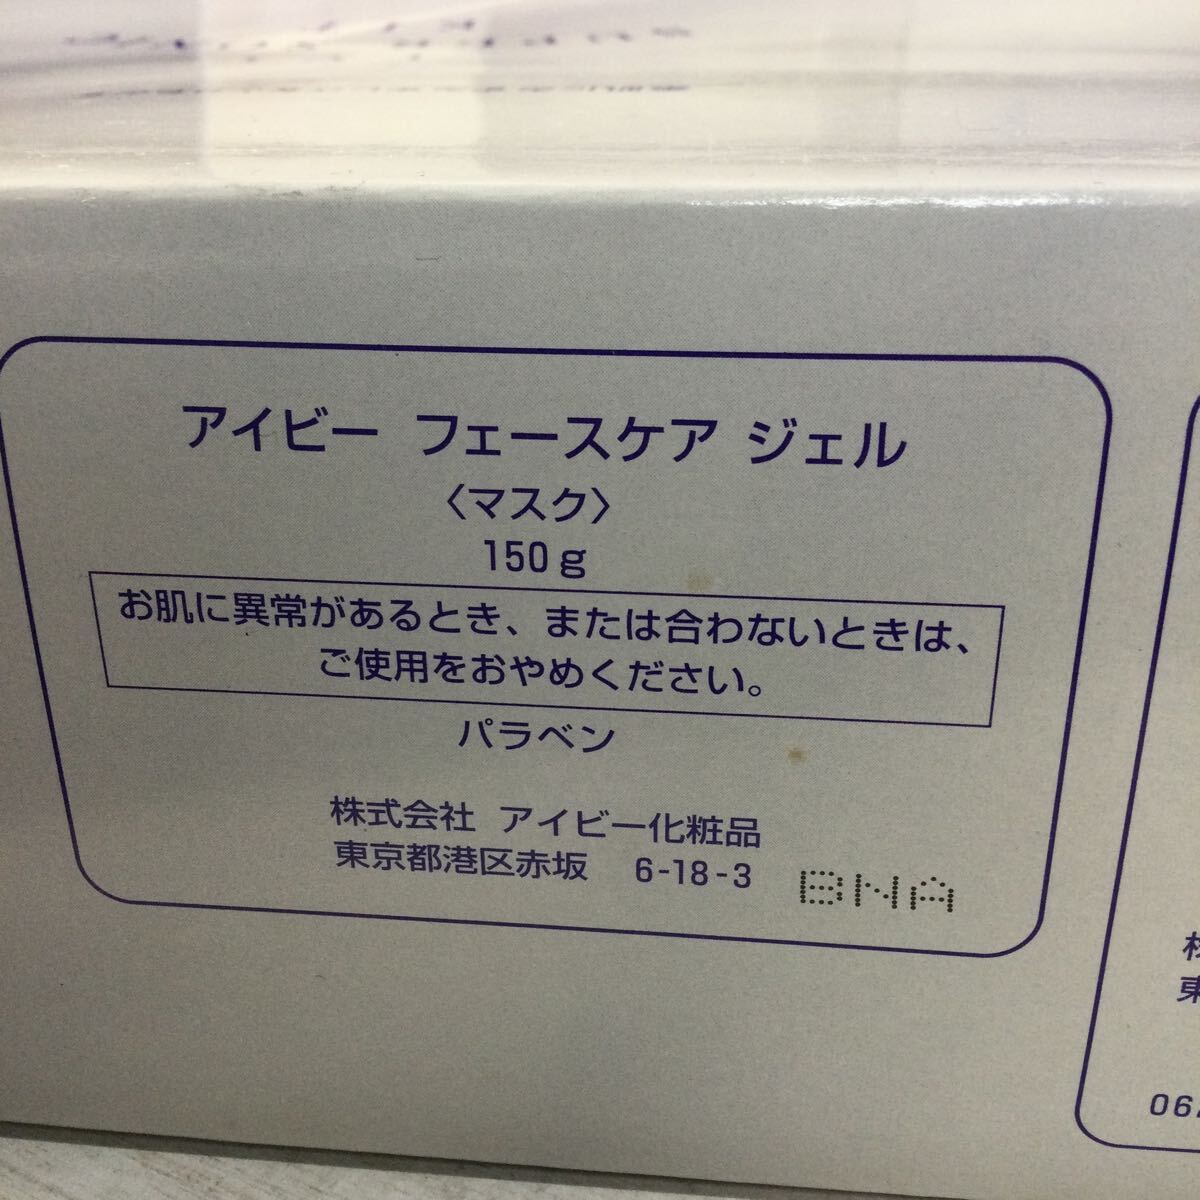 アイビー フェースケア ジェル
〈マスク〉
150g
お肌に異常があるとき、または合わないときは、
ご使用をおやめください。
パラベン
株式会社 アイビー化粧品
東京都港区赤坂 6-18-3
BNA
株
東
06